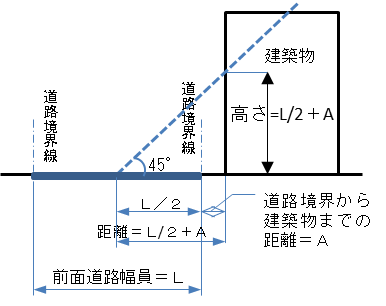 建築物
道路境界線
道路境界線
高さ=L/2+A
45°
L/2
道路境界から
建築物までの
距離=A
距離=L/2+A
前面道路幅員=L